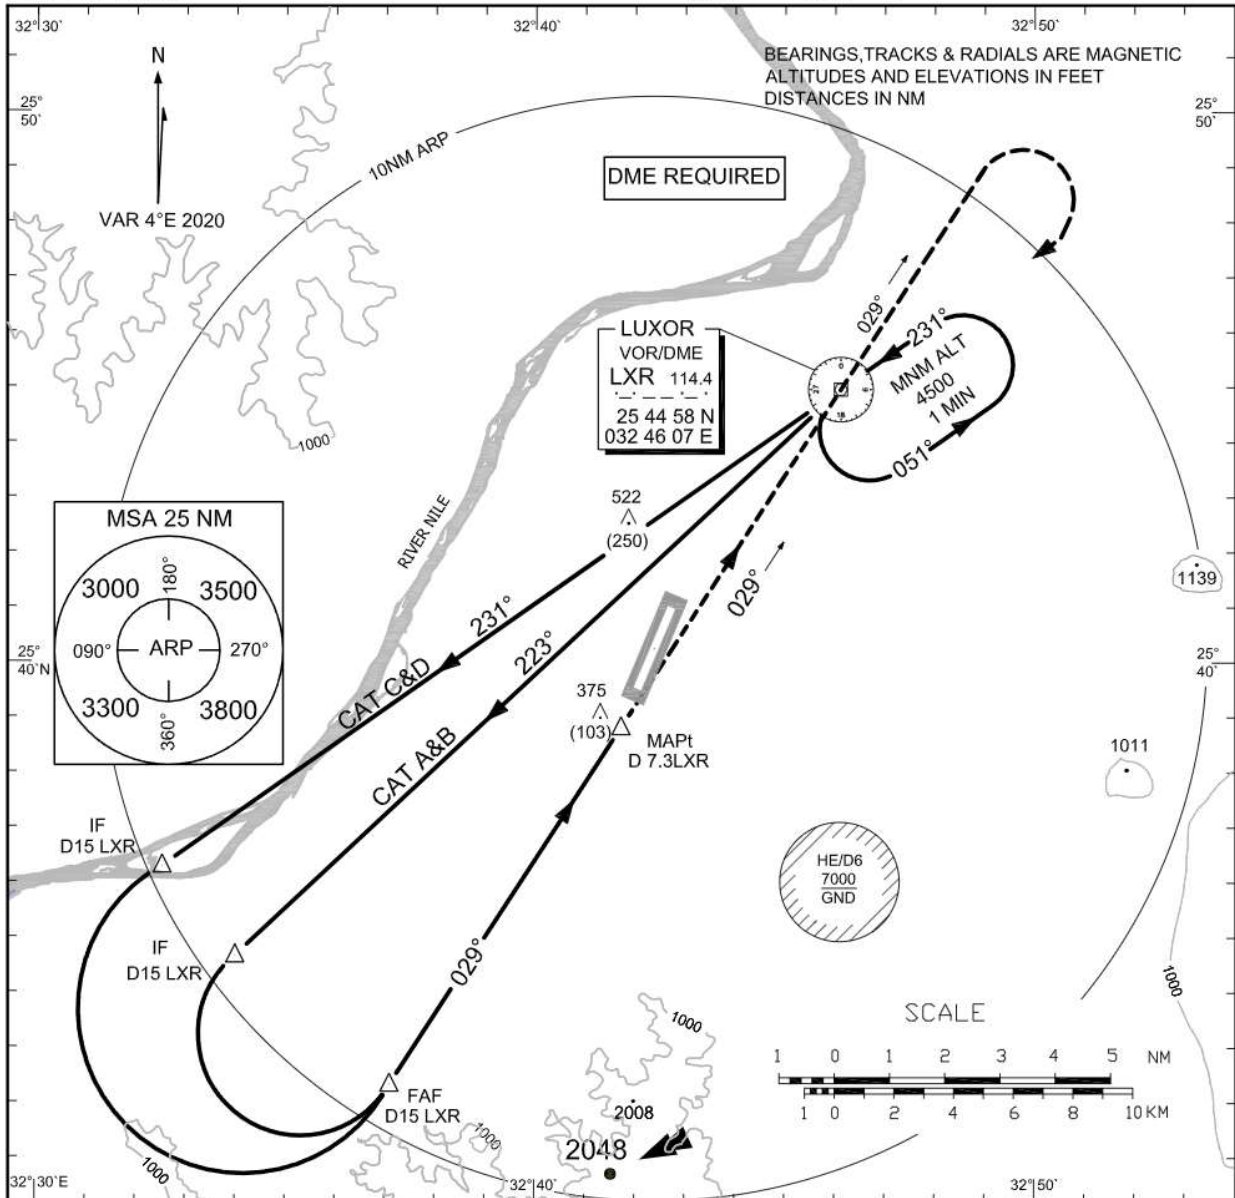 32°30'
32°40'
32°50'
BEARINGS,TRACKS & RADIALS ARE MAGNETIC
ALTITUDES AND ELEVATIONS IN FEET
DISTANCES IN NM
N
25°
50'
25°
50'
10NM ARP
DME REQUIRED
VAR 4°E 2020
029°
LUXOR
VOR/DME
LXR 114.4
25 44 58 N
032 46 07 E
0
27
18
231°
MNM ALT
4500
1 MIN
051°
1000
522
(250)
MSA 25 NM
3000
180°
3500
090°
ARP
270°
3300
360°
3800
RIVER NILE
1139
231°
223°
029°
25°
40'N
25°
40'
CAT C&D
CAT A&B
375
(103)
MAPt
D 7.3LXR
1011
IF
D15 LXR
HE/D6
7000
GND
IF
D15 LXR
029°
1000
1000
SCALE
1 0 1 2 3 4 5 NM
1 0 2 4 6 8 10 KM
FAF
D15 LXR
1000
2008
2048
1000
32°30'E
32°40'
32°50'